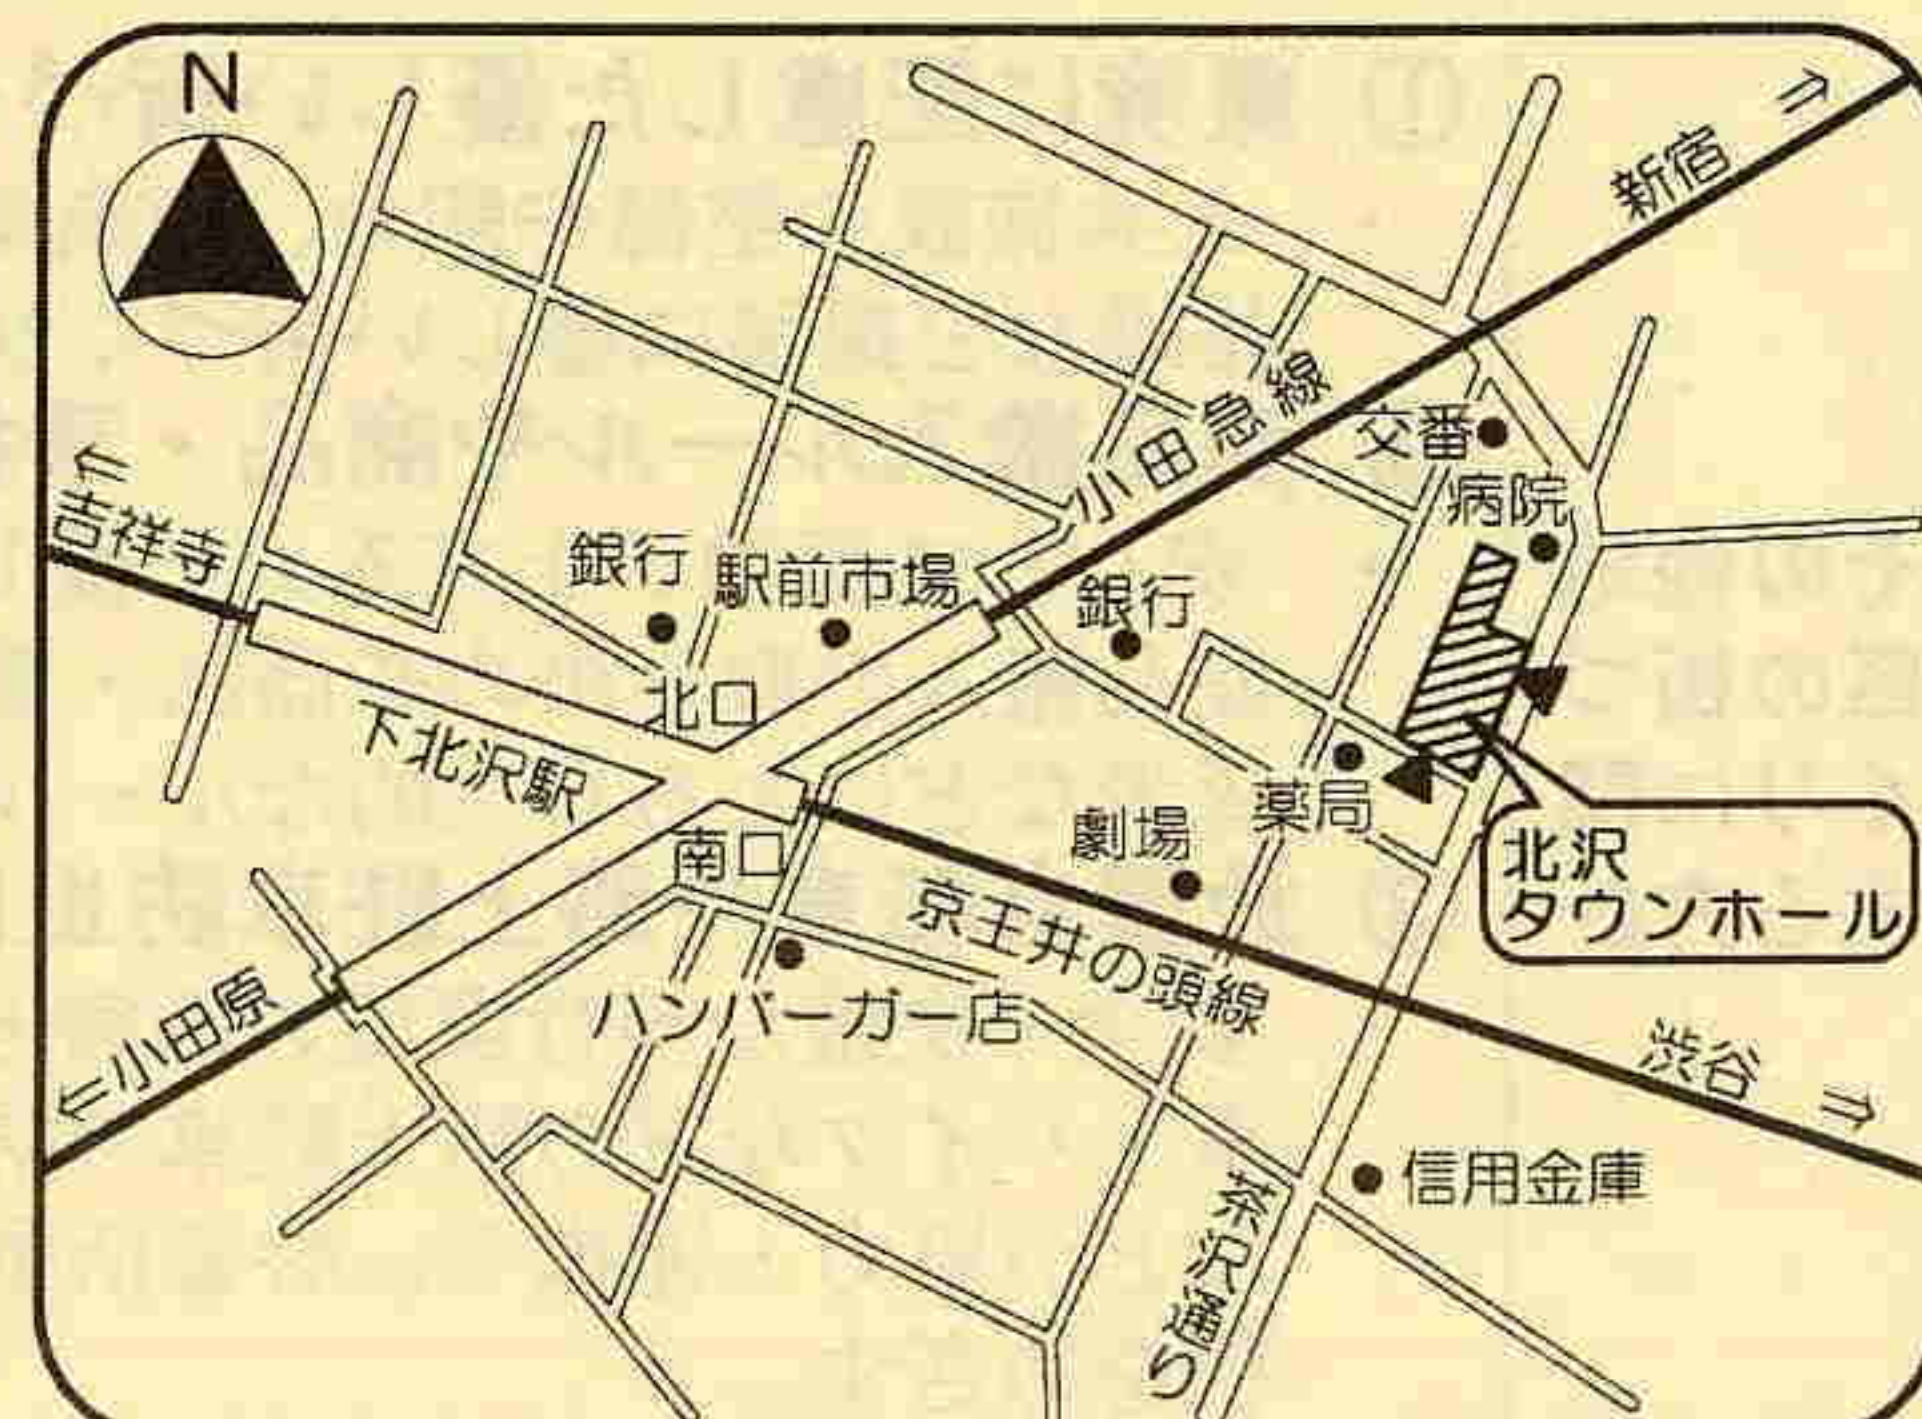 N
⇒
新宿
小田急線
交番
病院
⇐
吉祥寺
銀行
駅前市場
銀行
北口
下北沢駅
薬局
劇場
南口
北沢
タウンホール
京王井の頭線
ハンバーガー店
⇐小田原
渋谷 ⇒
信用金庫
茶沢通り